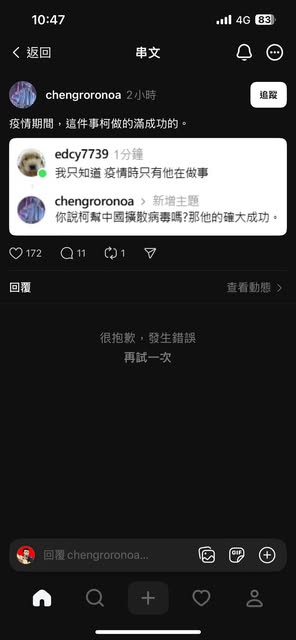 10:47
4G 83
返回
串文
chengroronoa 2小時
追蹤
疫情期間，這件事柯做的滿成功的。
edcy7739 1分鐘
我只知道 疫情時只有他在做事
chengroronoa > 新增主題
你說柯幫中國擴散病毒嗎?那他的確大成功。
172 11 1
回覆
查看動態 >
很抱歉，發生錯誤
再試一次
回覆 chengroronoa...
GIF